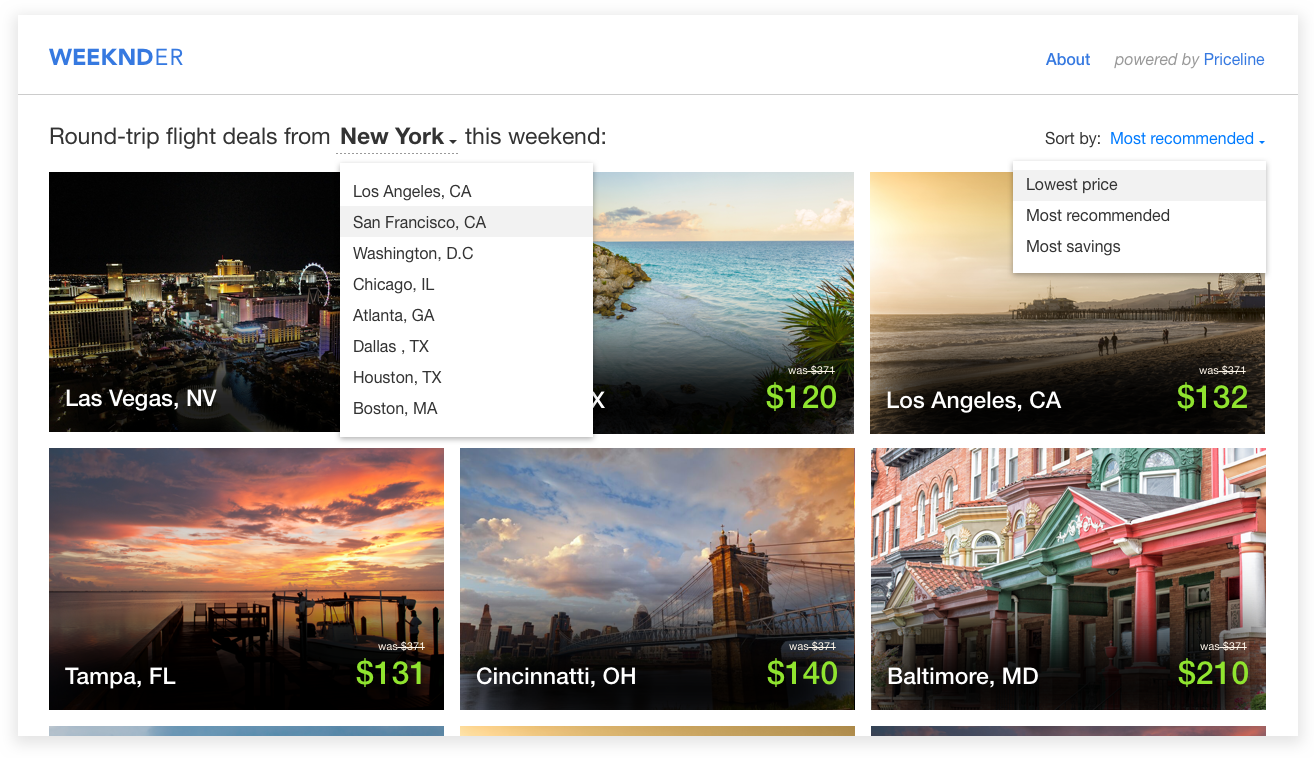 WEEKNDER
About powered by Priceline
Round-trip flight deals from New York this weekend:
Sort by: Most recommended
Los Angeles, CA
San Francisco, CA
Washington, D.C
Chicago, IL
Atlanta, GA
Dallas , TX
Houston, TX
Boston, MA
Lowest price
Most recommended
Most savings
Las Vegas, NV
X
was $371
$120
Los Angeles, CA
was $371
$132
Tampa, FL
was $371
$131
Cincinnatti, OH
was $371
$140
Baltimore, MD
was $371
$210